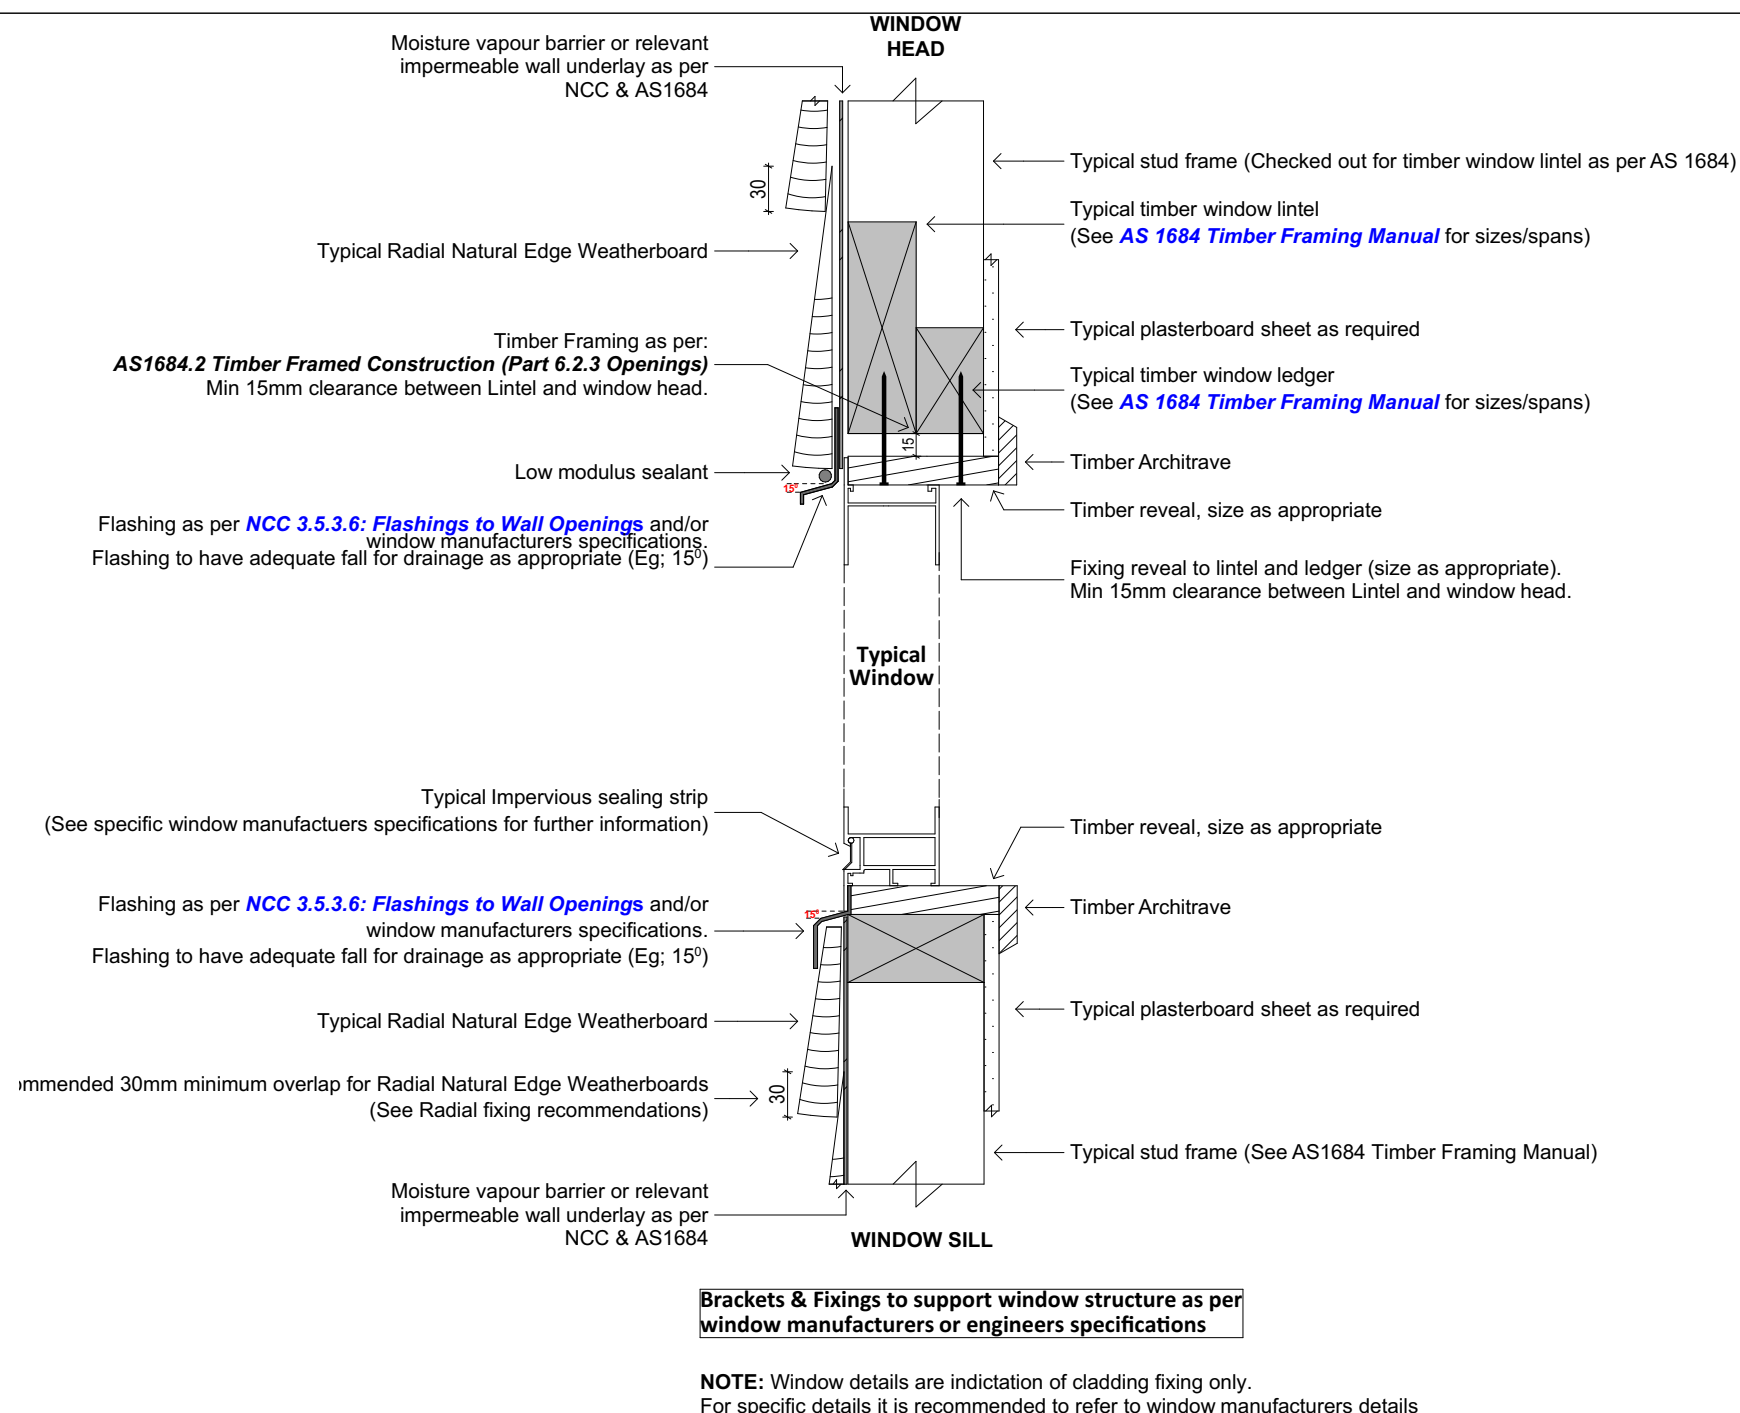 WINDOW
HEAD
Moisture vapour barrier or relevant
impermeable wall underlay as per
NCC & AS1684
30
Typical Radial Natural Edge Weatherboard
Timber Framing as per:
AS1684.2 Timber Framed Construction (Part 6.2.3 Openings)
Min 15mm clearance between Lintel and window head.
Low modulus sealant
15°
Flashing as per NCC 3.5.3.6: Flashings to Wall Openings and/or
window manufacturers specifications.
Flashing to have adequate fall for drainage as appropriate (Eg; 15⁰)
Typical stud frame (Checked out for timber window lintel as per AS 1684)
Typical timber window lintel
(See AS 1684 Timber Framing Manual for sizes/spans)
Typical plasterboard sheet as required
Typical timber window ledger
(See AS 1684 Timber Framing Manual for sizes/spans)
15
Timber Architrave
Timber reveal, size as appropriate
Fixing reveal to lintel and ledger (size as appropriate).
Min 15mm clearance between Lintel and window head.
Typical
Window
Typical Impervious sealing strip
(See specific window manufactuers specifications for further information)
Flashing as per NCC 3.5.3.6: Flashings to Wall Openings and/or
window manufacturers specifications.
Flashing to have adequate fall for drainage as appropriate (Eg; 15⁰)
15°
Typical Radial Natural Edge Weatherboard
ommended 30mm minimum overlap for Radial Natural Edge Weatherboards
(See Radial fixing recommendations)
30
Moisture vapour barrier or relevant
impermeable wall underlay as per
NCC & AS1684
Timber reveal, size as appropriate
Timber Architrave
Typical plasterboard sheet as required
Typical stud frame (See AS1684 Timber Framing Manual)
WINDOW SILL
Brackets & Fixings to support window structure as per
window manufacturers or engineers specifications
NOTE: Window details are indictation of cladding fixing only.
For specific details it is recommended to refer to window manufacturers details